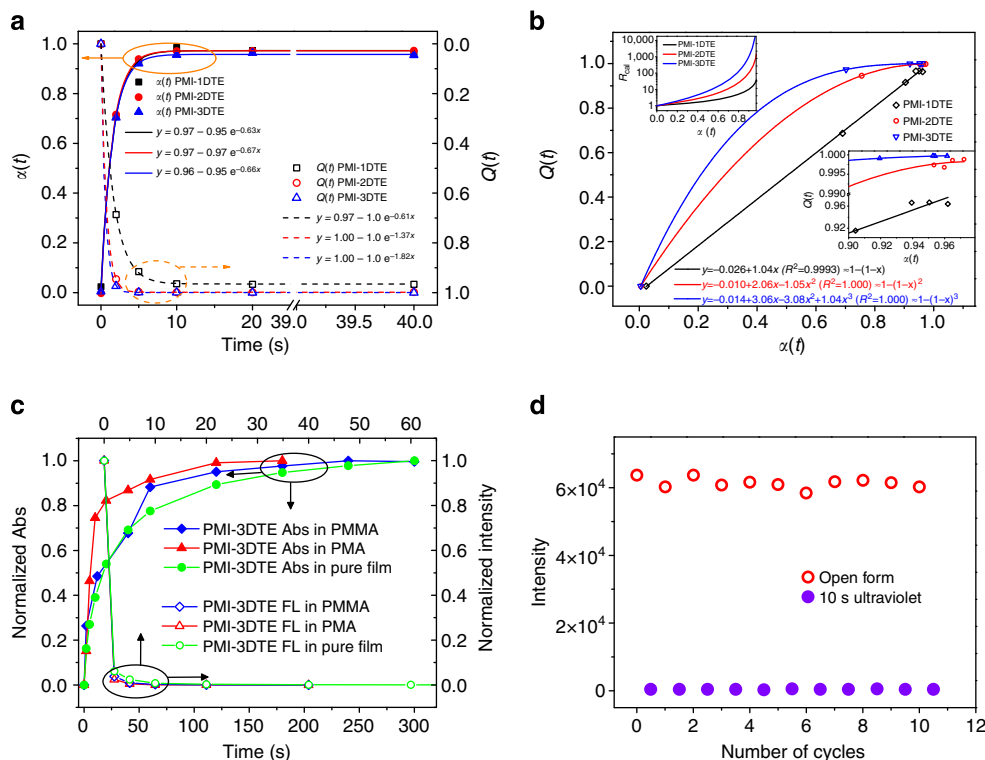 a
α(t)
1.0
0.8
0.6
0.4
0.2
0.0
0.0
0.2
0.4
0.6
0.8
1.0
Q(t)
α(t) PMI-1DTE
α(t) PMI-2DTE
α(t) PMI-3DTE
y = 0.97 – 0.95 e–0.63x
y = 0.97 – 0.97 e–0.67x
y = 0.96 – 0.95 e–0.66x
Q(t) PMI-1DTE
Q(t) PMI-2DTE
Q(t) PMI-3DTE
y = 0.97 – 1.0 e–0.61x
y = 1.00 – 1.0 e–1.37x
y = 1.00 – 1.0 e–1.82x
0 10 20 39.0 39.5 40.0
Time (s)
b
Q(t)
1.0
0.8
0.6
0.4
0.2
0.0
Rcal
10,000
1,000
100
10
1
PMI-1DTE
PMI-2DTE
PMI-3DTE
0.0 0.2 0.4 0.6 0.8
α (t)
PMI-1DTE
PMI-2DTE
PMI-3DTE
Q(t)
1.000
0.995
0.990
0.96
0.92
0.90 0.92 0.94 0.96
α(t)
y=–0.026+1.04x (R2=0.9993) ≈1–(1–x)
y=–0.010+2.06x–1.05x2 (R2=1.000) ≈1–(1–x)2
y=–0.014+3.06x–3.08x2+1.04x3 (R2=1.000) ≈1–(1–x)3
0.0 0.2 0.4 0.6 0.8 1.0
α(t)
c
0 10 20 30 40 50 60
Normalized Abs
1.0
0.8
0.6
0.4
0.2
0.0
1.0
0.8
0.6
0.4
0.2
0.0
Normalized intensity
PMI-3DTE Abs in PMMA
PMI-3DTE Abs in PMA
PMI-3DTE Abs in pure film
PMI-3DTE FL in PMMA
PMI-3DTE FL in PMA
PMI-3DTE FL in pure film
0 50 100 150 200 250 300
Time (s)
d
Intensity
6×104
4×104
2×104
0
Open form
10 s ultraviolet
0 2 4 6 8 10 12
Number of cycles